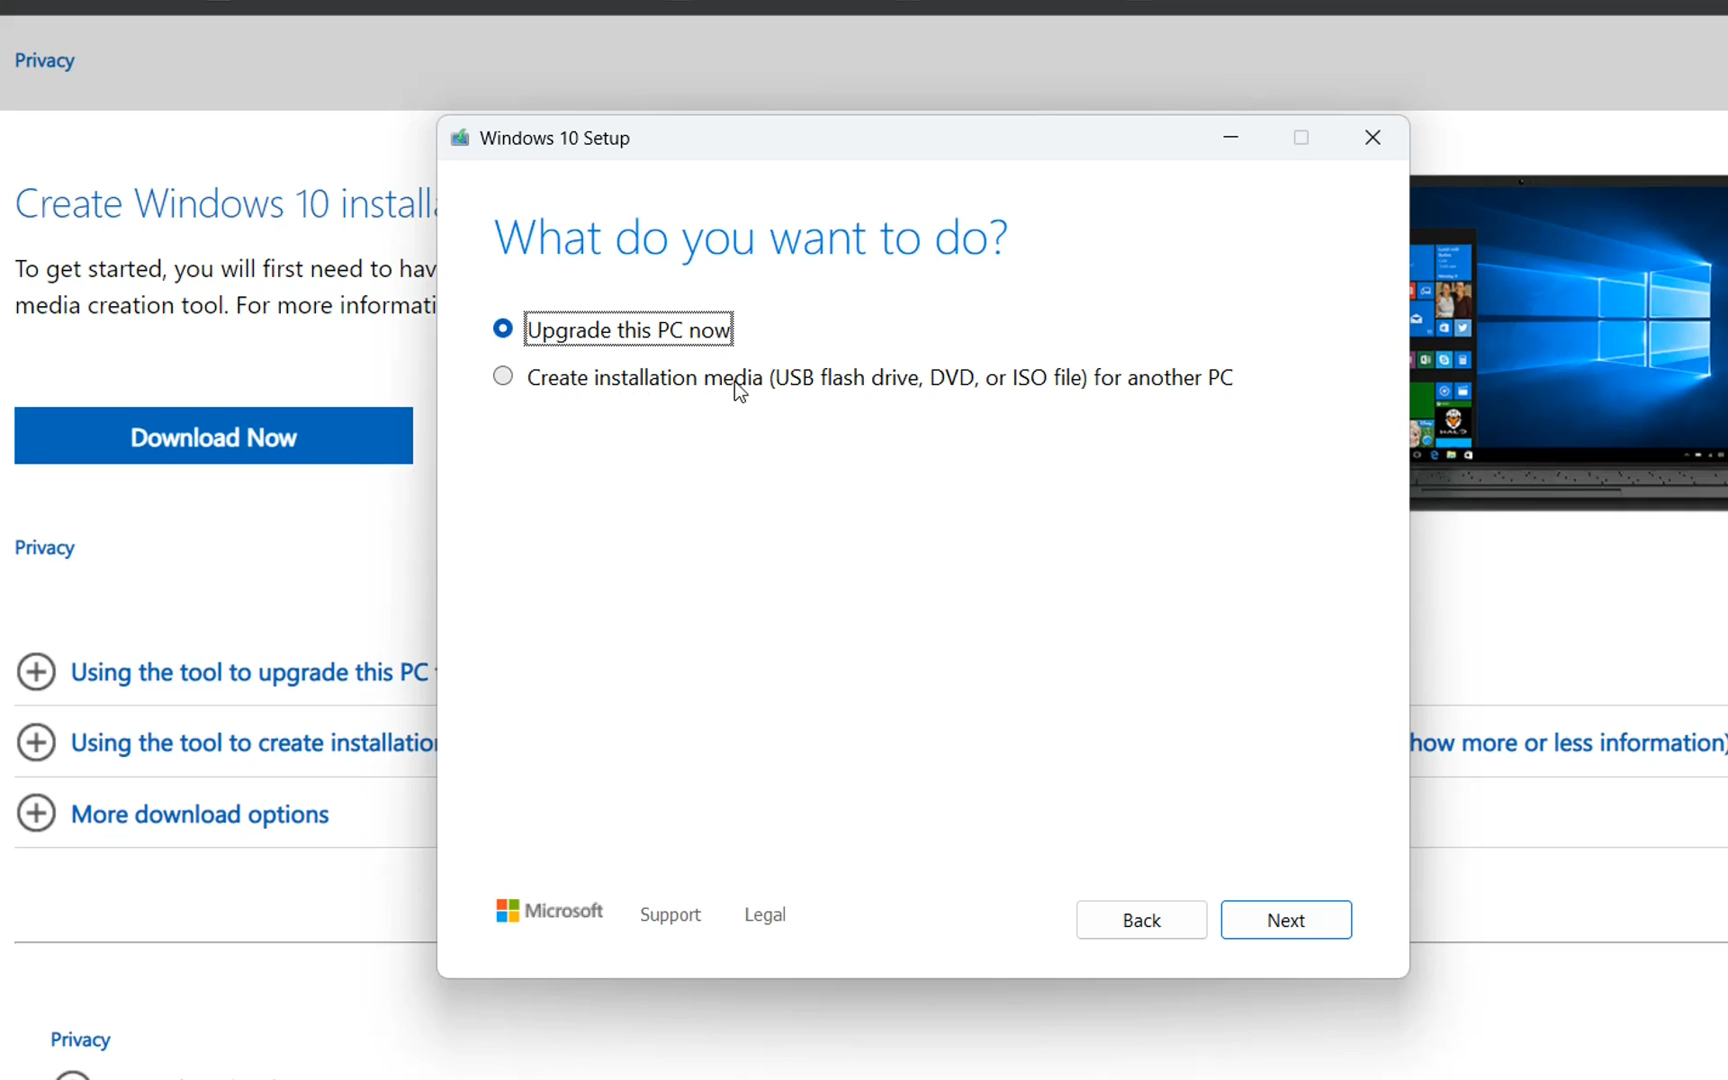 Privacy
Windows 10 Setup
Create Windows 10 install
To get started, you will first need to hav
media creation tool. For more informati
Download Now
Privacy
Using the tool to upgrade this PC
Using the tool to create installation
More download options
What do you want to do?
Upgrade this PC now
Create installation media (USB flash drive, DVD, or ISO file) for another PC
Microsoft
Support
Legal
Back
Next
how more or less information)
Privacy